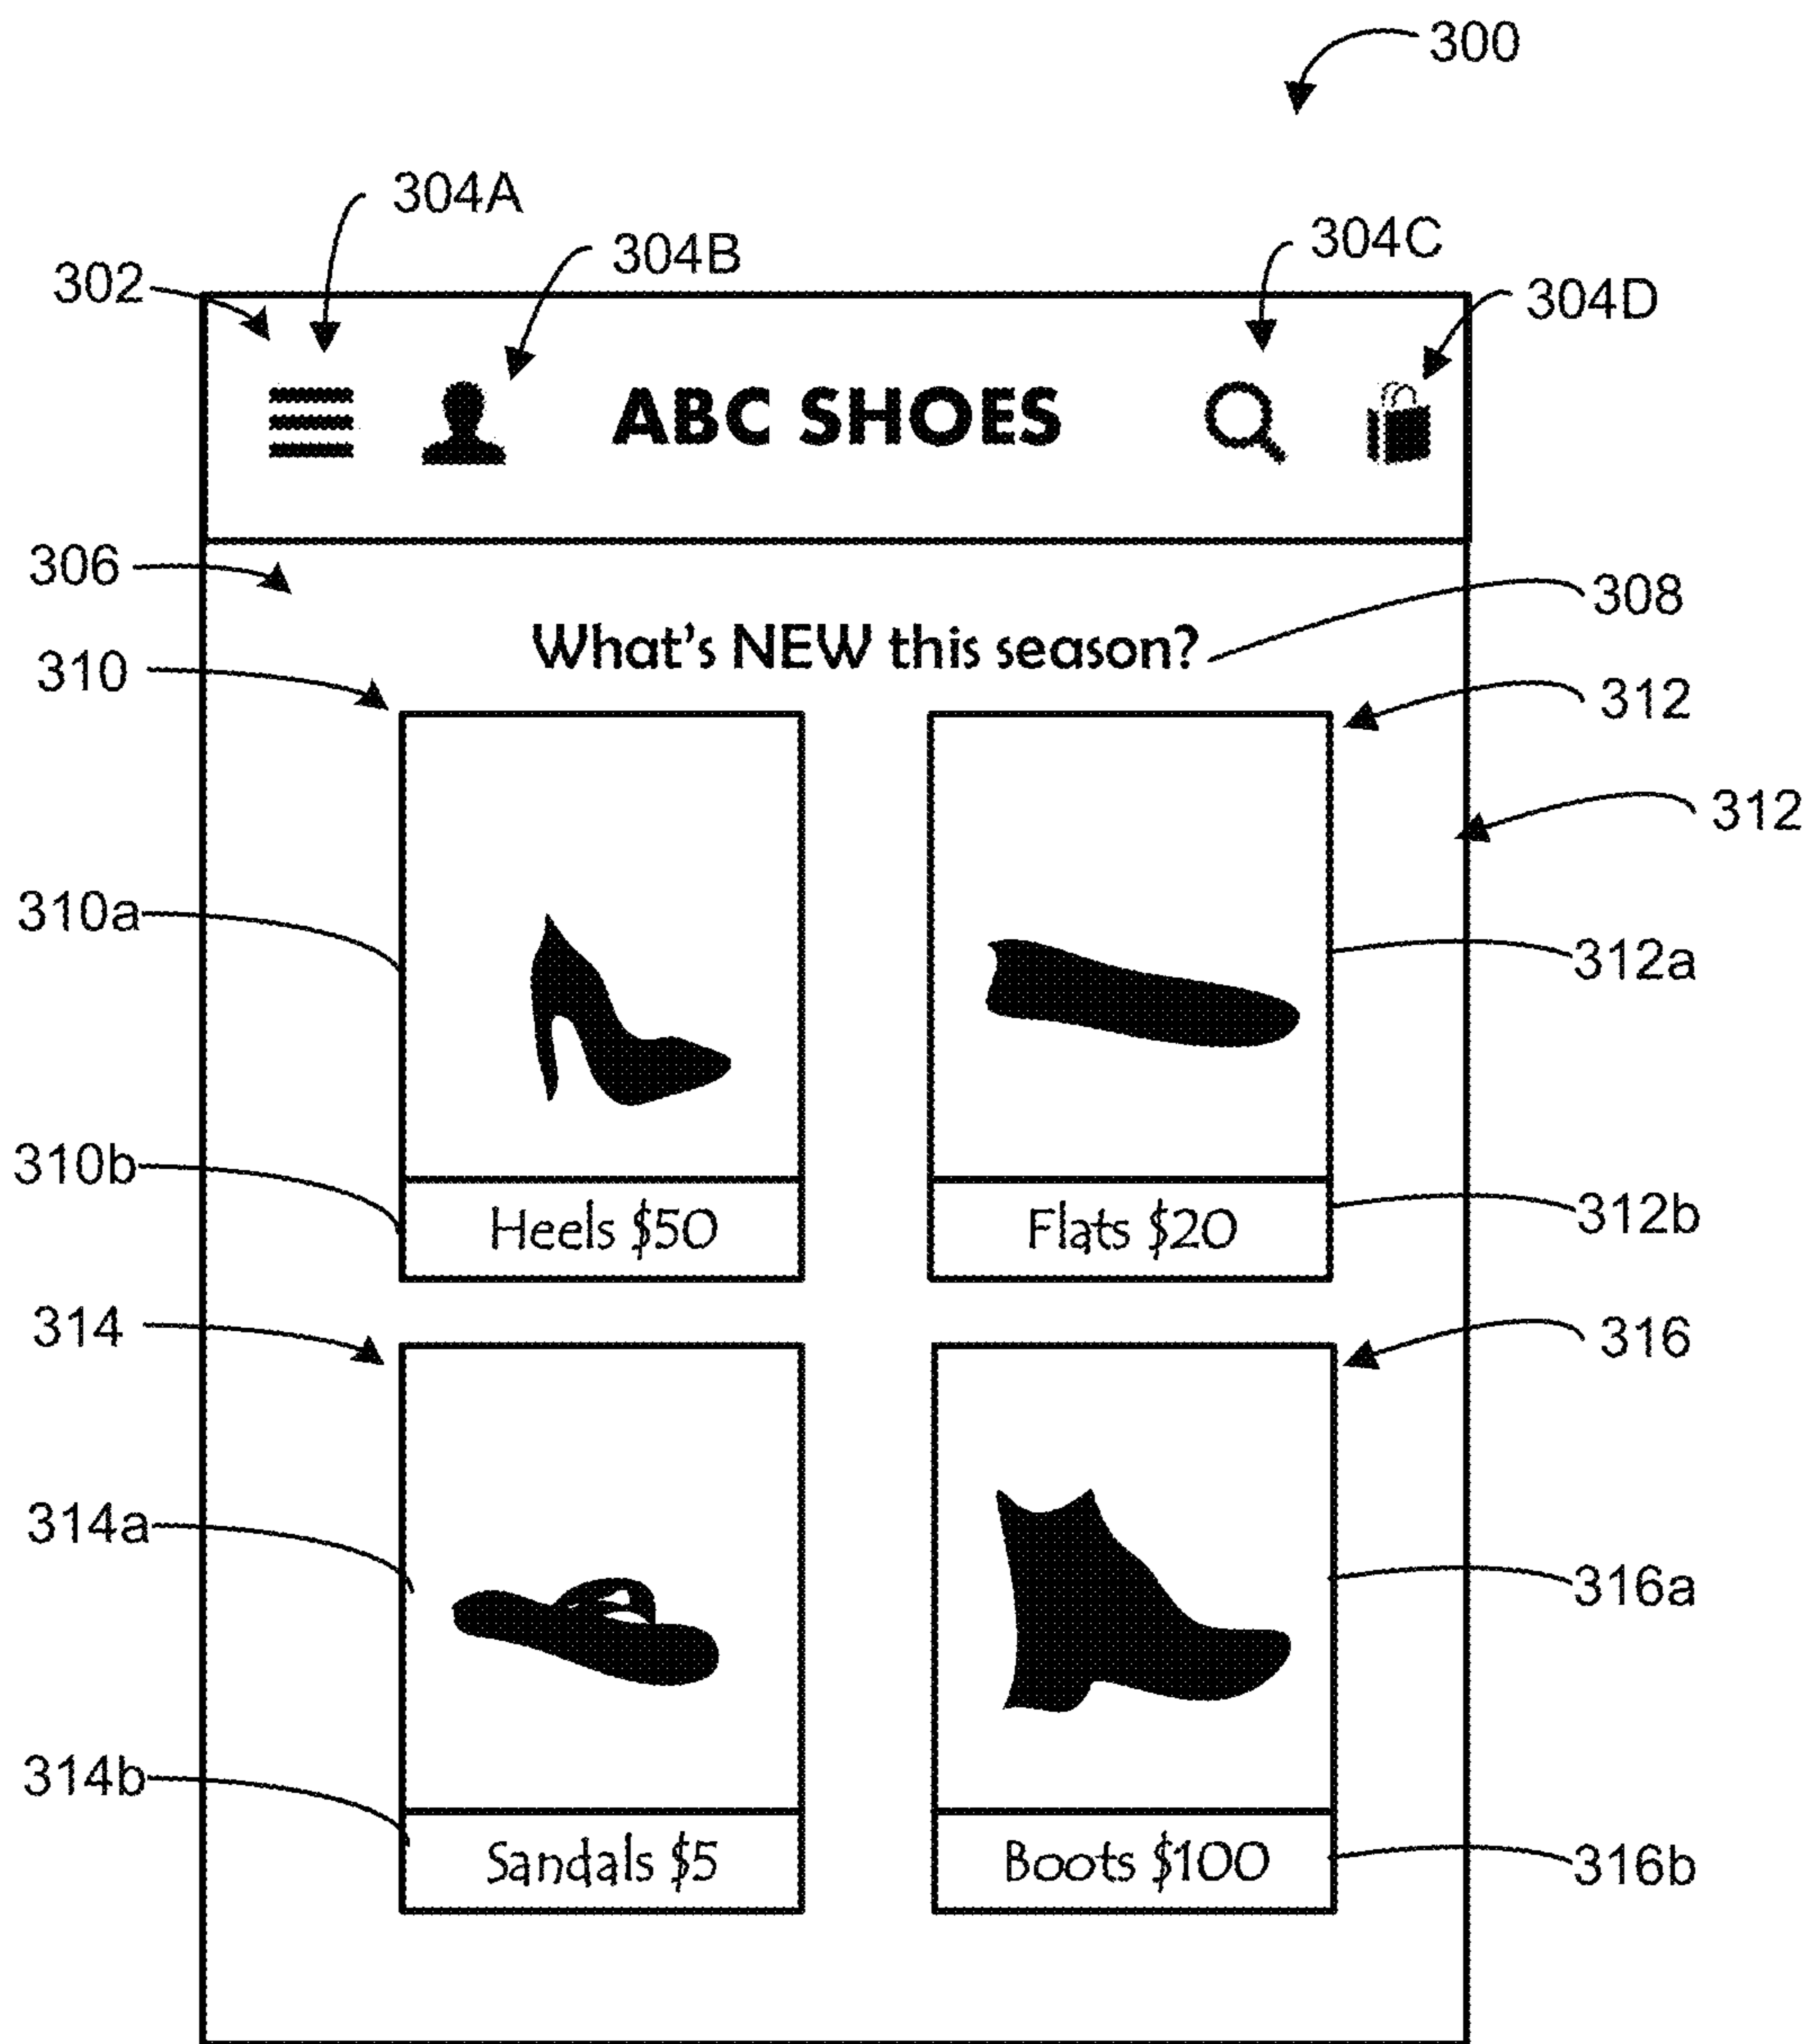 300
304A
304B
304C
304D
302
ABC SHOES
306
308
What's NEW this season?
310
312
312
310a
312a
310b
Heels $50
Flats $20
312b
314
316
314a
316a
314b
Sandals $5
Boots $100
316b